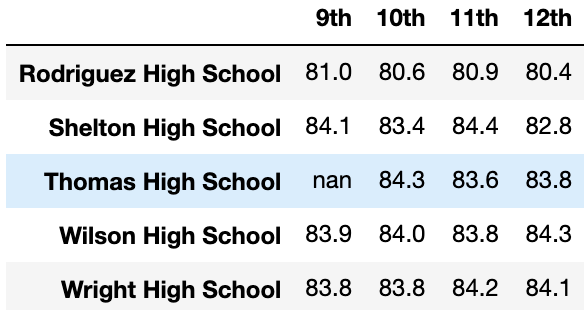 9th 10th 11th 12th
Rodriguez High School 81.0 80.6 80.9 80.4
Shelton High School 84.1 83.4 84.4 82.8
Thomas High School nan 84.3 83.6 83.8
Wilson High School 83.9 84.0 83.8 84.3
Wright High School 83.8 83.8 84.2 84.1